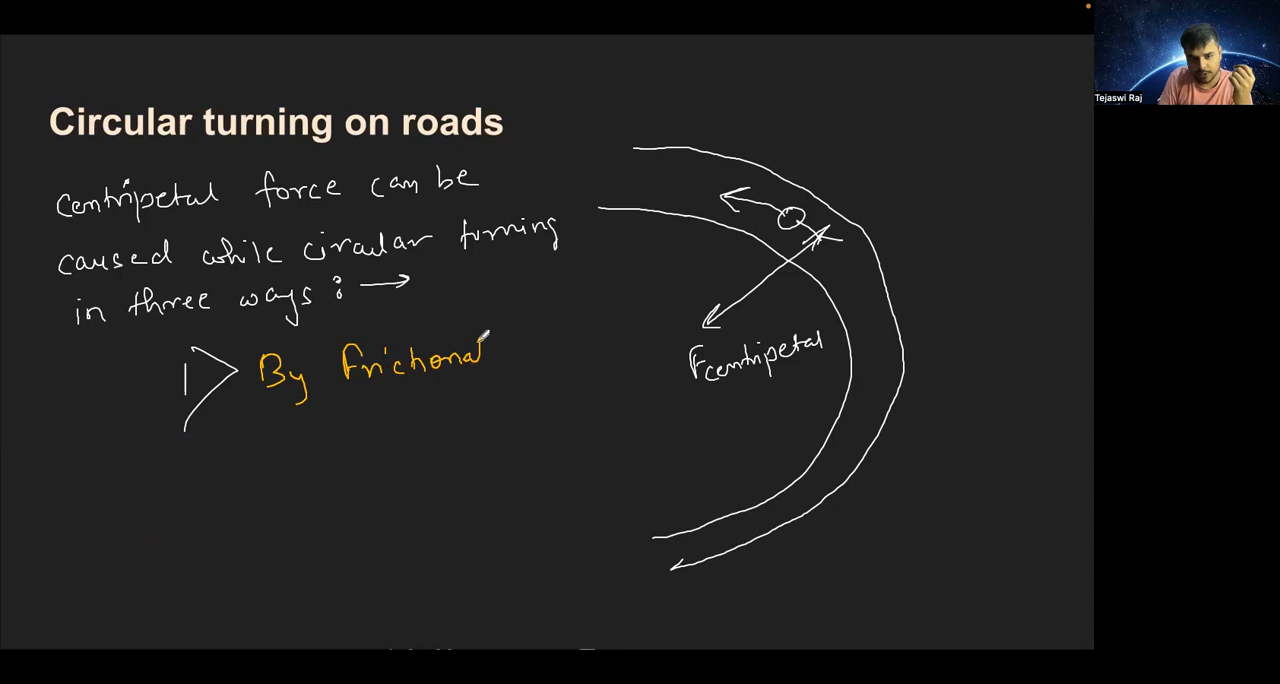 Tejaswi Raj
Circular turning on roads
centripetal force can be
caused while circular turning
in three ways : →
1> By Frictional
Fcentripetal